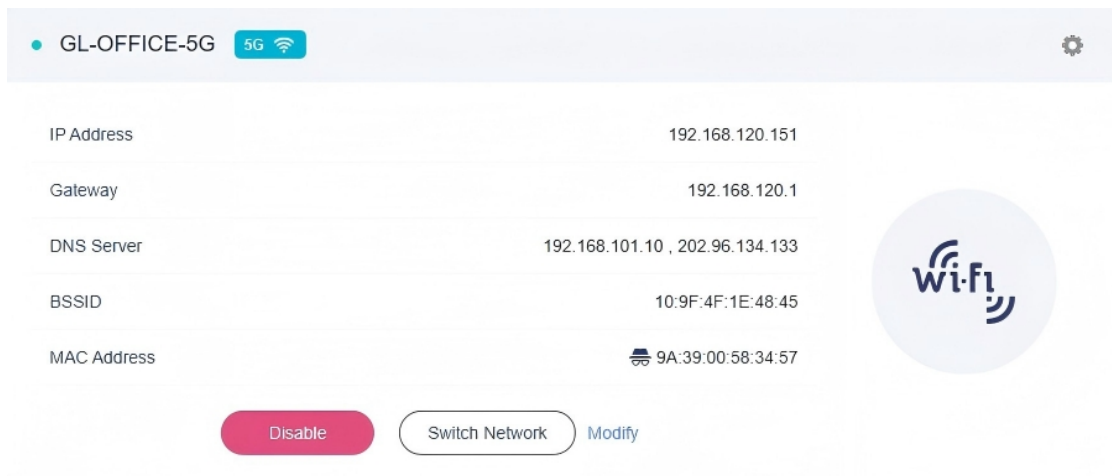 GL-OFFICE-5G 5G
IP Address 192.168.120.151
Gateway 192.168.120.1
DNS Server 192.168.101.10 , 202.96.134.133
BSSID 10:9F:4F:1E:48:45
MAC Address 9A:39:00:58:34:57
Wi-Fi
Disable Switch Network Modify